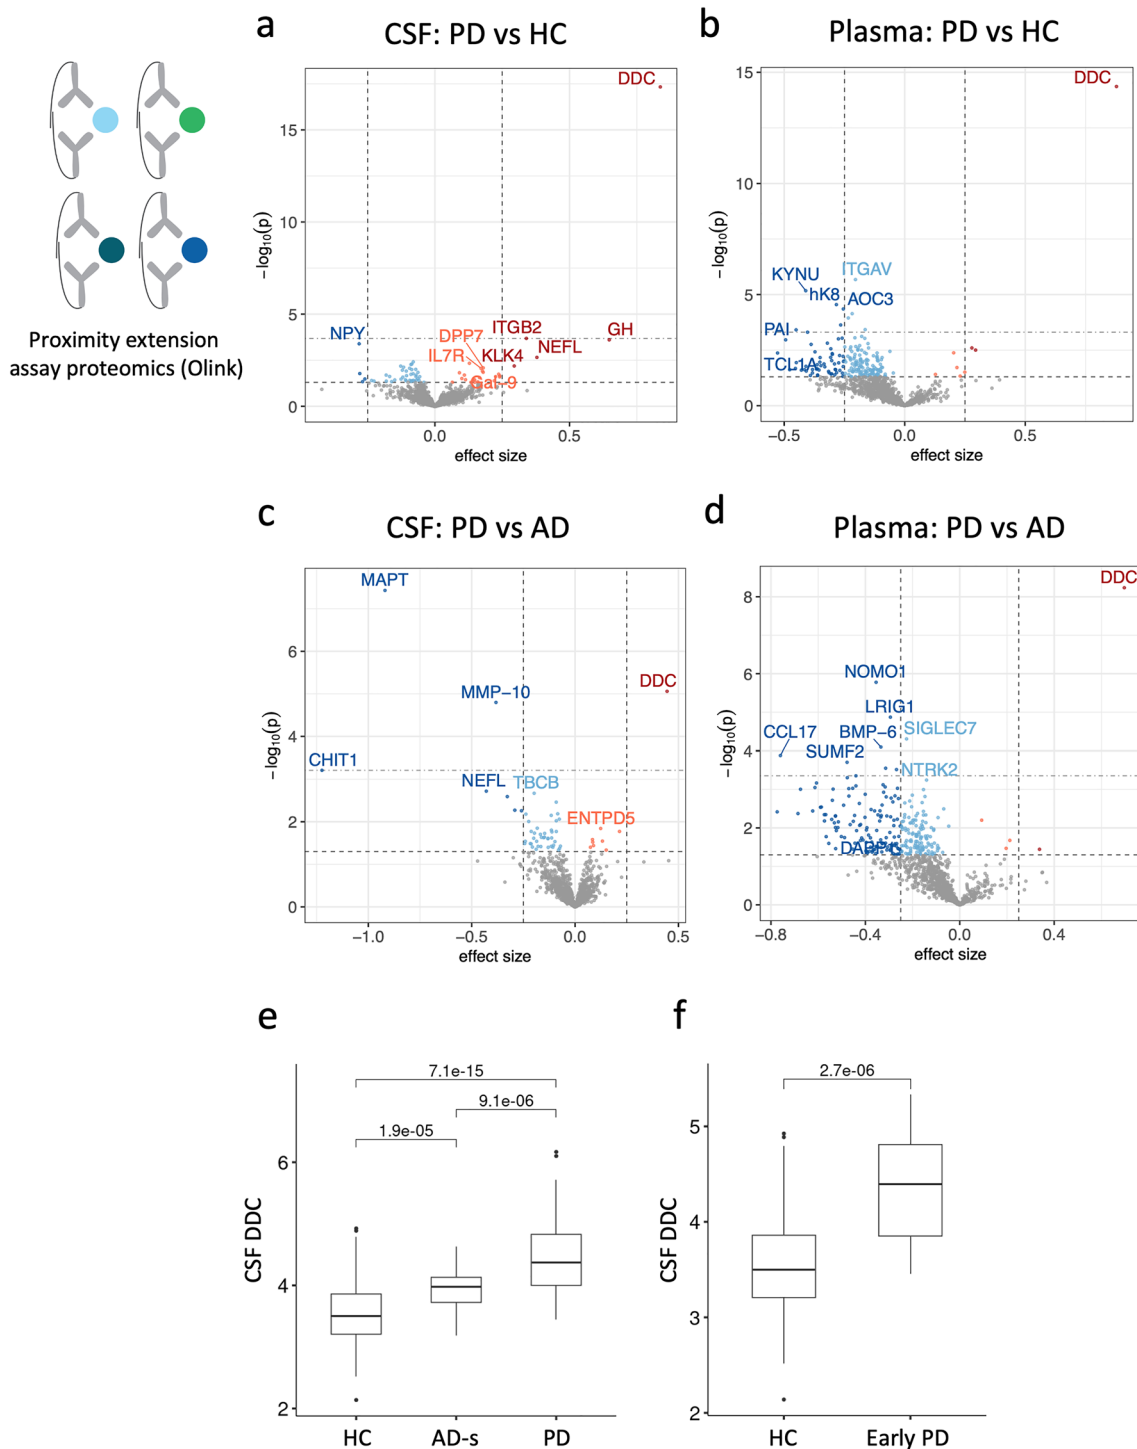 a
CSF: PD vs HC
b
Plasma: PD vs HC
Proximity extension
assay proteomics (Olink)
−log10(p)
15
10
5
0
DDC
NPY
DPP7
ITGB2
GH
IL7R
KLK4
NEFL
Gal−9
0.0
0.5
effect size
−log10(p)
15
10
5
0
DDC
KYNU
ITGAV
hK8
AOC3
PAI
TCL1A
−0.5
0.0
0.5
effect size
c
CSF: PD vs AD
d
Plasma: PD vs AD
−log10(p)
6
4
2
0
MAPT
MMP−10
DDC
CHIT1
NEFL
TBCB
ENTPD5
−1.0
−0.5
0.0
0.5
effect size
−log10(p)
8
6
4
2
0
DDC
NOMO1
LRIG1
CCL17
BMP−6
SIGLEC7
SUMF2
NTRK2
−0.8
−0.4
0.0
0.4
effect size
e
f
CSF DDC
6
4
2
7.1e-15
9.1e-06
1.9e-05
HC
AD-s
PD
CSF DDC
5
4
3
2
2.7e-06
HC
Early PD